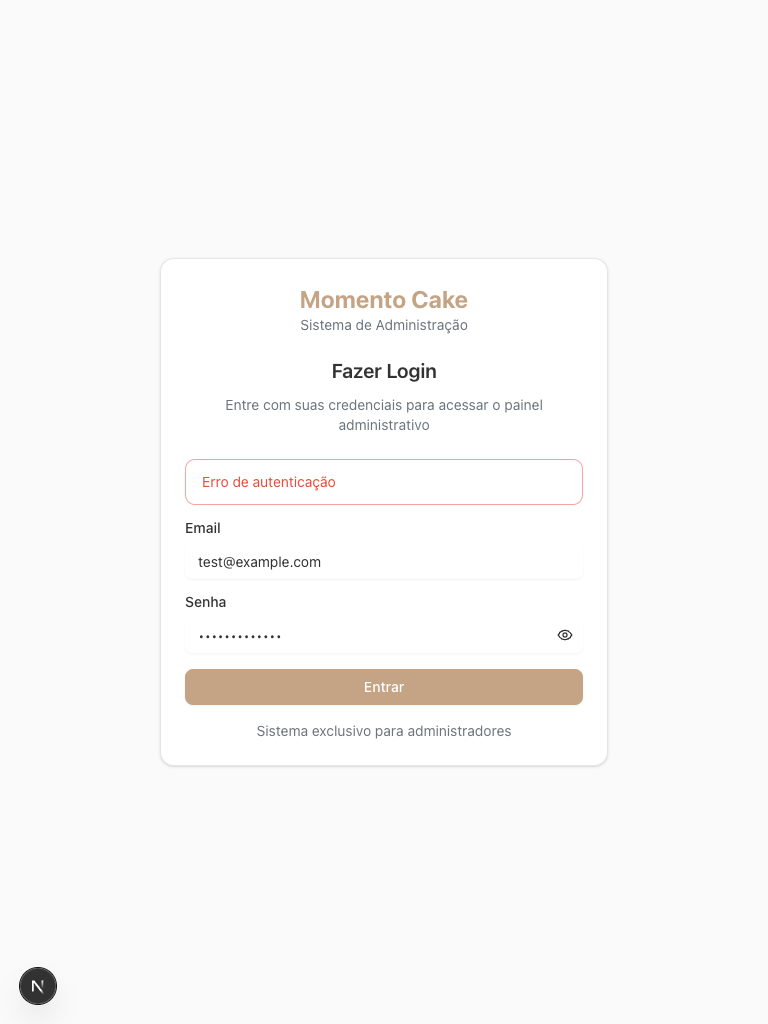 Momento Cake
Sistema de Administração
Fazer Login
Entre com suas credenciais para acessar o painel
administrativo
Erro de autenticação
Email
test@example.com
Senha
•••••••••••••
Entrar
Sistema exclusivo para administradores
N